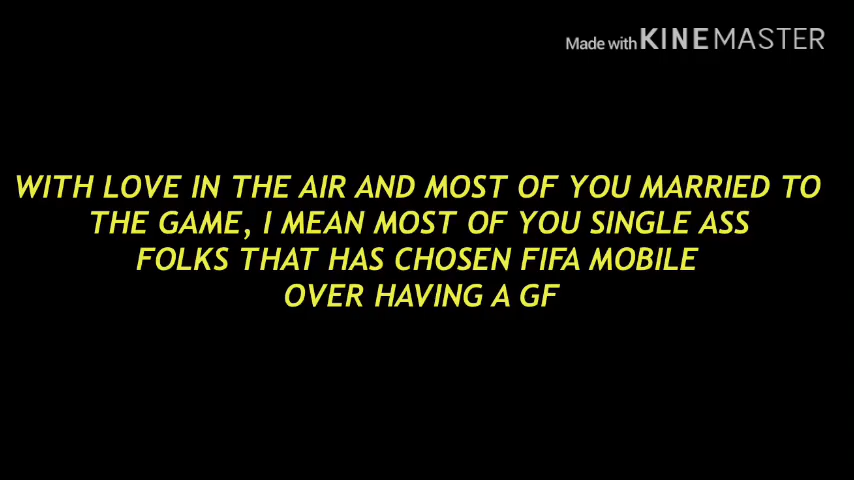 Made with KINEMASTER
WITH LOVE IN THE AIR AND MOST OF YOU MARRIED TO
THE GAME, I MEAN MOST OF YOU SINGLE ASS
FOLKS THAT HAS CHOSEN FIFA MOBILE
OVER HAVING A GF